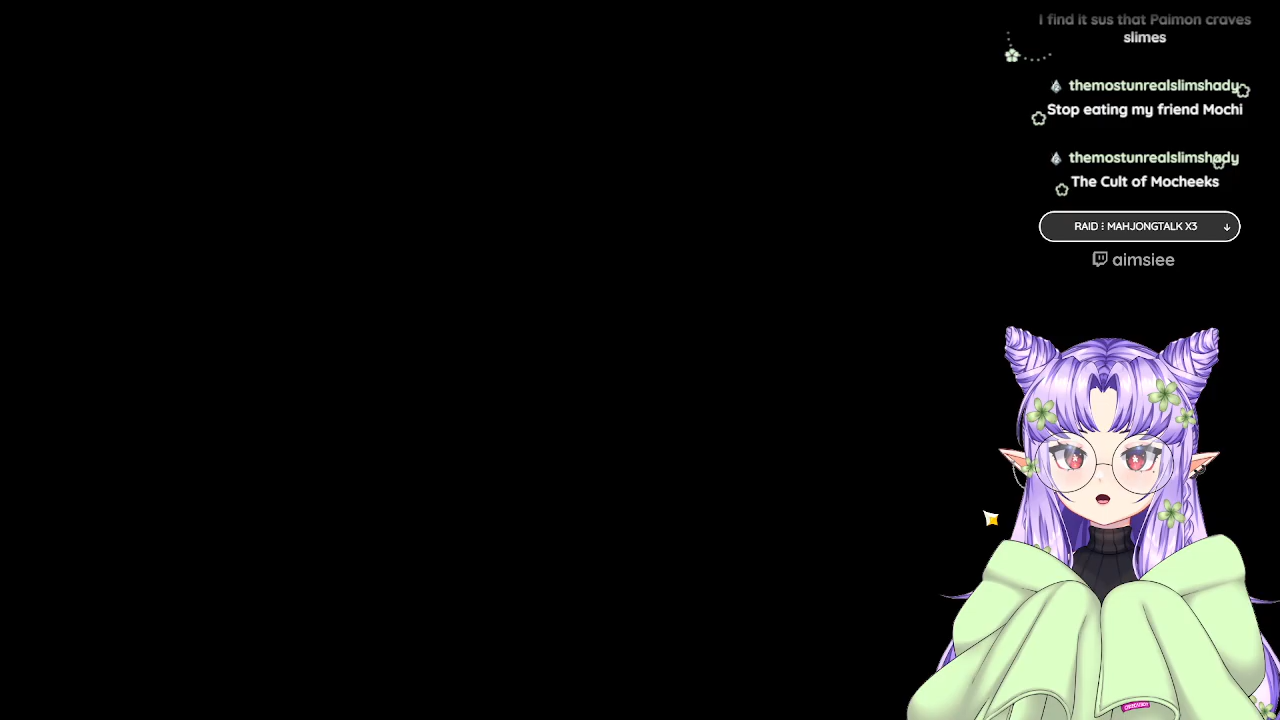 I find it sus that Paimon craves
slimes
themostunrealslimshady
Stop eating my friend Mochi
themostunrealslimshady
The Cult of Mocheeks
RAID : MAHJONGTALK X3 ↓
aimsiee